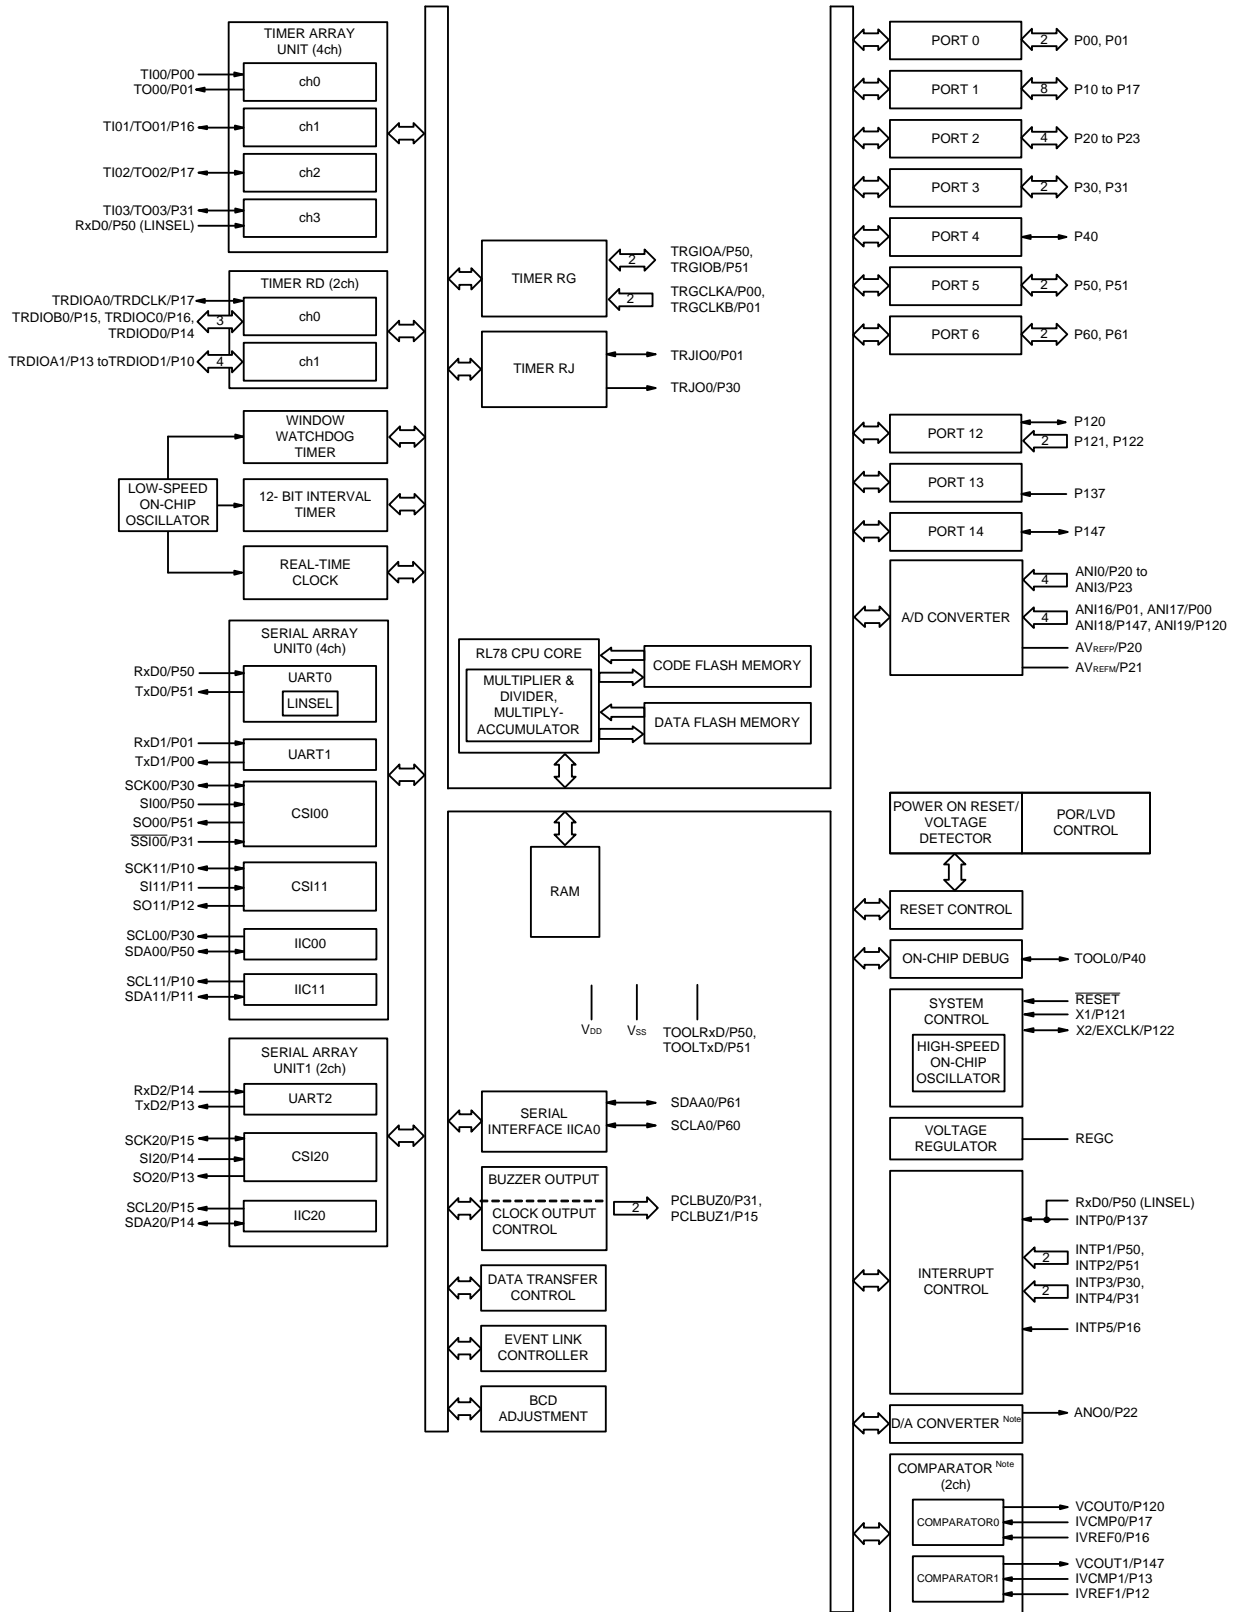 TIMER ARRAY
UNIT (4ch)
TI00/P00
TO00/P01
ch0
TI01/TO01/P16
ch1
TI02/TO02/P17
ch2
TI03/TO03/P31
RxD0/P50 (LINSEL)
ch3
TIMER RD (2ch)
TRDIOA0/TRDCLK/P17
TRDIOB0/P15, TRDIOC0/P16,
TRDIOD0/P14
3
ch0
TRDIOA1/P13 toTRDIOD1/P10
4
ch1
WINDOW
WATCHDOG
TIMER
LOW-SPEED
ON-CHIP
OSCILLATOR
12- BIT INTERVAL
TIMER
REAL-TIME
CLOCK
SERIAL ARRAY
UNIT0 (4ch)
RxD0/P50
TxD0/P51
UART0
LINSEL
RxD1/P01
TxD1/P00
UART1
SCK00/P30
SI00/P50
SO00/P51
SSI00/P31
CSI00
SCK11/P10
SI11/P11
SO11/P12
CSI11
SCL00/P30
SDA00/P50
IIC00
SCL11/P10
SDA11/P11
IIC11
SERIAL ARRAY
UNIT1 (2ch)
RxD2/P14
TxD2/P13
UART2
SCK20/P15
SI20/P14
SO20/P13
CSI20
SCL20/P15
SDA20/P14
IIC20
TIMER RG
2
TRGIOA/P50,
TRGIOB/P51
2
TRGCLKA/P00,
TRGCLKB/P01
TIMER RJ
TRJIO0/P01
TRJO0/P30
RL78 CPU CORE
MULTIPLIER &
DIVIDER,
MULTIPLY-
ACCUMULATOR
CODE FLASH MEMORY
DATA FLASH MEMORY
RAM
VDD
VSS
TOOLRxD/P50,
TOOLTxD/P51
SERIAL
INTERFACE IICA0
SDAA0/P61
SCLA0/P60
BUZZER OUTPUT
CLOCK OUTPUT
CONTROL
2
PCLBUZ0/P31,
PCLBUZ1/P15
DATA TRANSFER
CONTROL
EVENT LINK
CONTROLLER
BCD
ADJUSTMENT
PORT 0
2
P00, P01
PORT 1
8
P10 to P17
PORT 2
4
P20 to P23
PORT 3
2
P30, P31
PORT 4
P40
PORT 5
2
P50, P51
PORT 6
2
P60, P61
PORT 12
P120
2
P121, P122
PORT 13
P137
PORT 14
P147
A/D CONVERTER
4
ANI0/P20 to
ANI3/P23
4
ANI16/P01, ANI17/P00
ANI18/P147, ANI19/P120
AVREFP/P20
AVREFM/P21
POWER ON RESET/
VOLTAGE
DETECTOR
POR/LVD
CONTROL
RESET CONTROL
ON-CHIP DEBUG
TOOL0/P40
SYSTEM
CONTROL
HIGH-SPEED
ON-CHIP
OSCILLATOR
RESET
X1/P121
X2/EXCLK/P122
VOLTAGE
REGULATOR
REGC
INTERRUPT
CONTROL
RxD0/P50 (LINSEL)
INTP0/P137
2
INTP1/P50,
INTP2/P51
2
INTP3/P30,
INTP4/P31
INTP5/P16
D/A CONVERTER Note
ANO0/P22
COMPARATOR Note
(2ch)
COMPARATOR0
VCOUT0/P120
IVCMP0/P17
IVREF0/P16
COMPARATOR1
VCOUT1/P147
IVCMP1/P13
IVREF1/P12